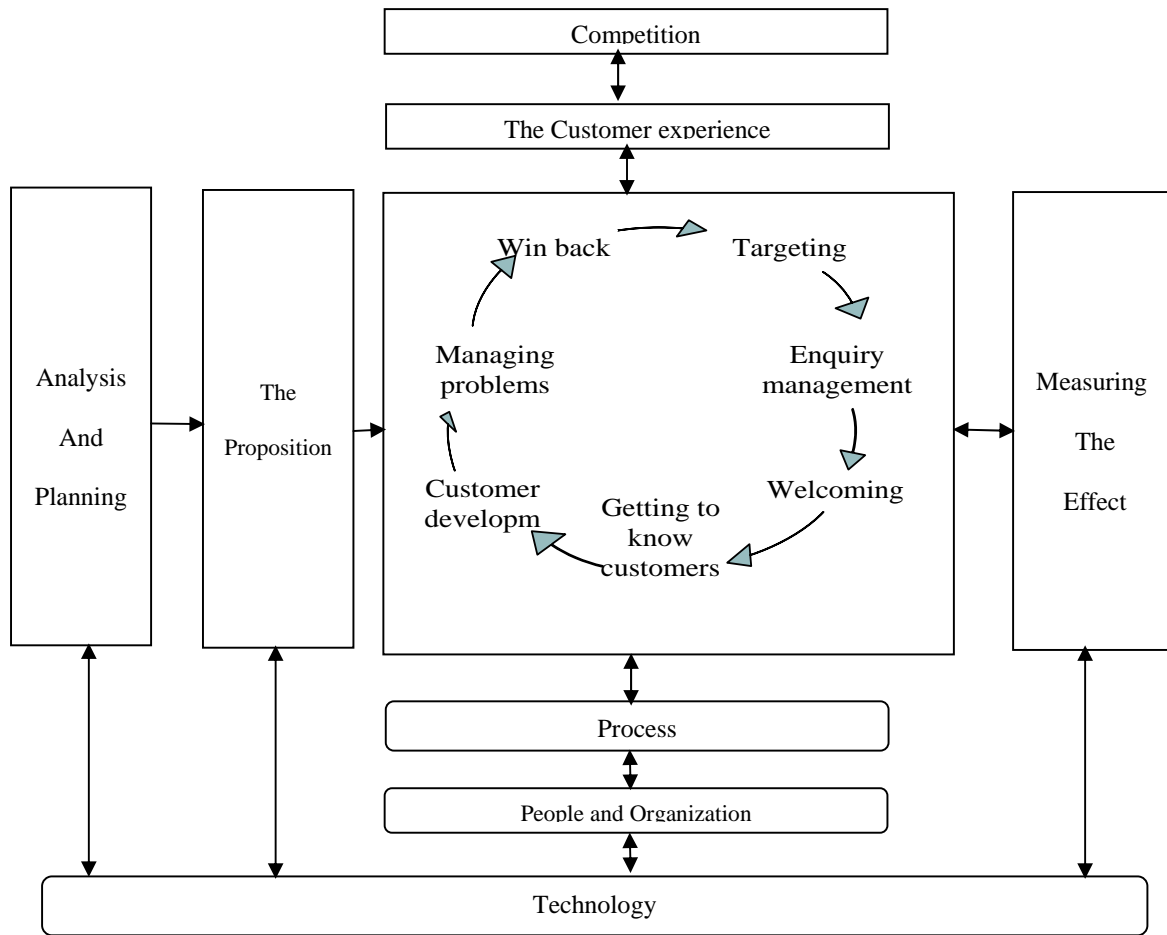 Competition
The Customer experience
Analysis
And
Planning
The
Proposition
Win back
Targeting
Managing
problems
Enquiry
management
Customer
developm
Getting to
know
customers
Welcoming
Measuring
The
Effect
Process
People and Organization
Technology